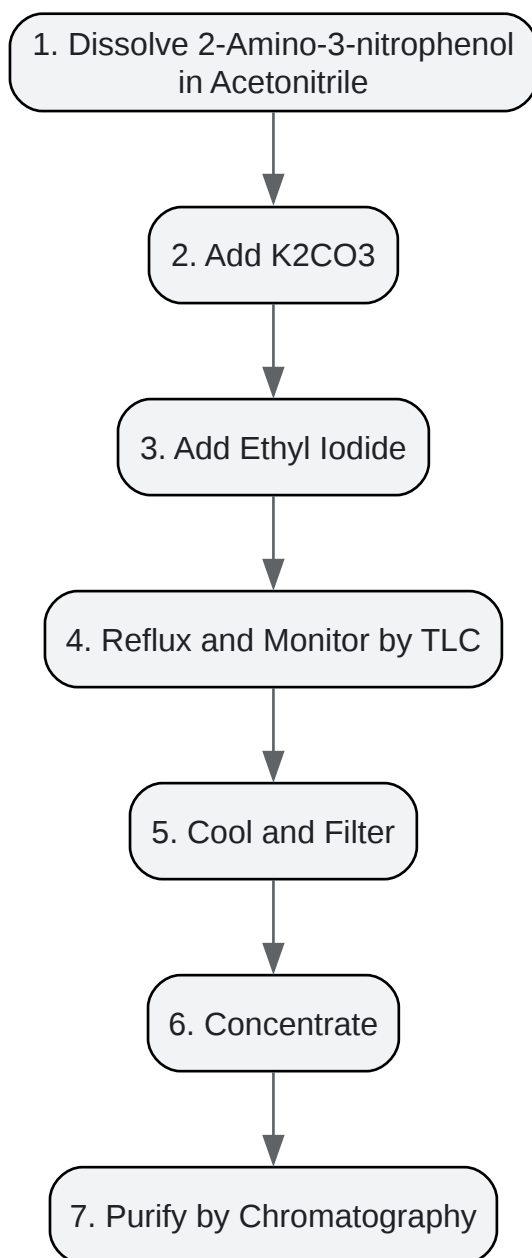 1. Dissolve 2-Amino-3-nitrophenol
in Acetonitrile
2. Add K2CO3
3. Add Ethyl Iodide
4. Reflux and Monitor by TLC
5. Cool and Filter
6. Concentrate
7. Purify by Chromatography